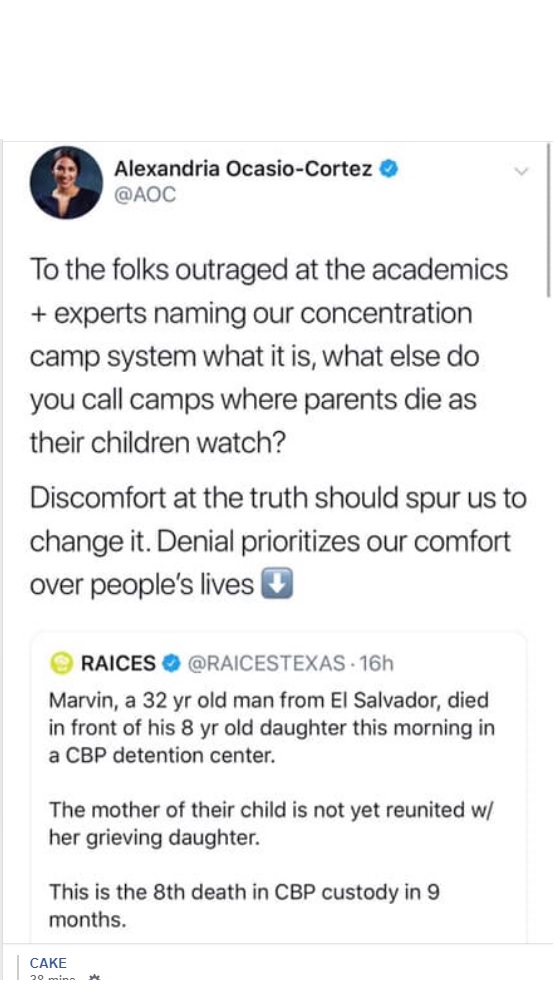 Alexandria Ocasio-Cortez
@AOC
To the folks outraged at the academics
+ experts naming our concentration
camp system what it is, what else do
you call camps where parents die as
their children watch?
Discomfort at the truth should spur us to
change it. Denial prioritizes our comfort
over people's lives ⬇️
RAICES @RAICESTEXAS · 16h
Marvin, a 32 yr old man from El Salvador, died
in front of his 8 yr old daughter this morning in
a CBP detention center.
The mother of their child is not yet reunited w/
her grieving daughter.
This is the 8th death in CBP custody in 9
months.
CAKE